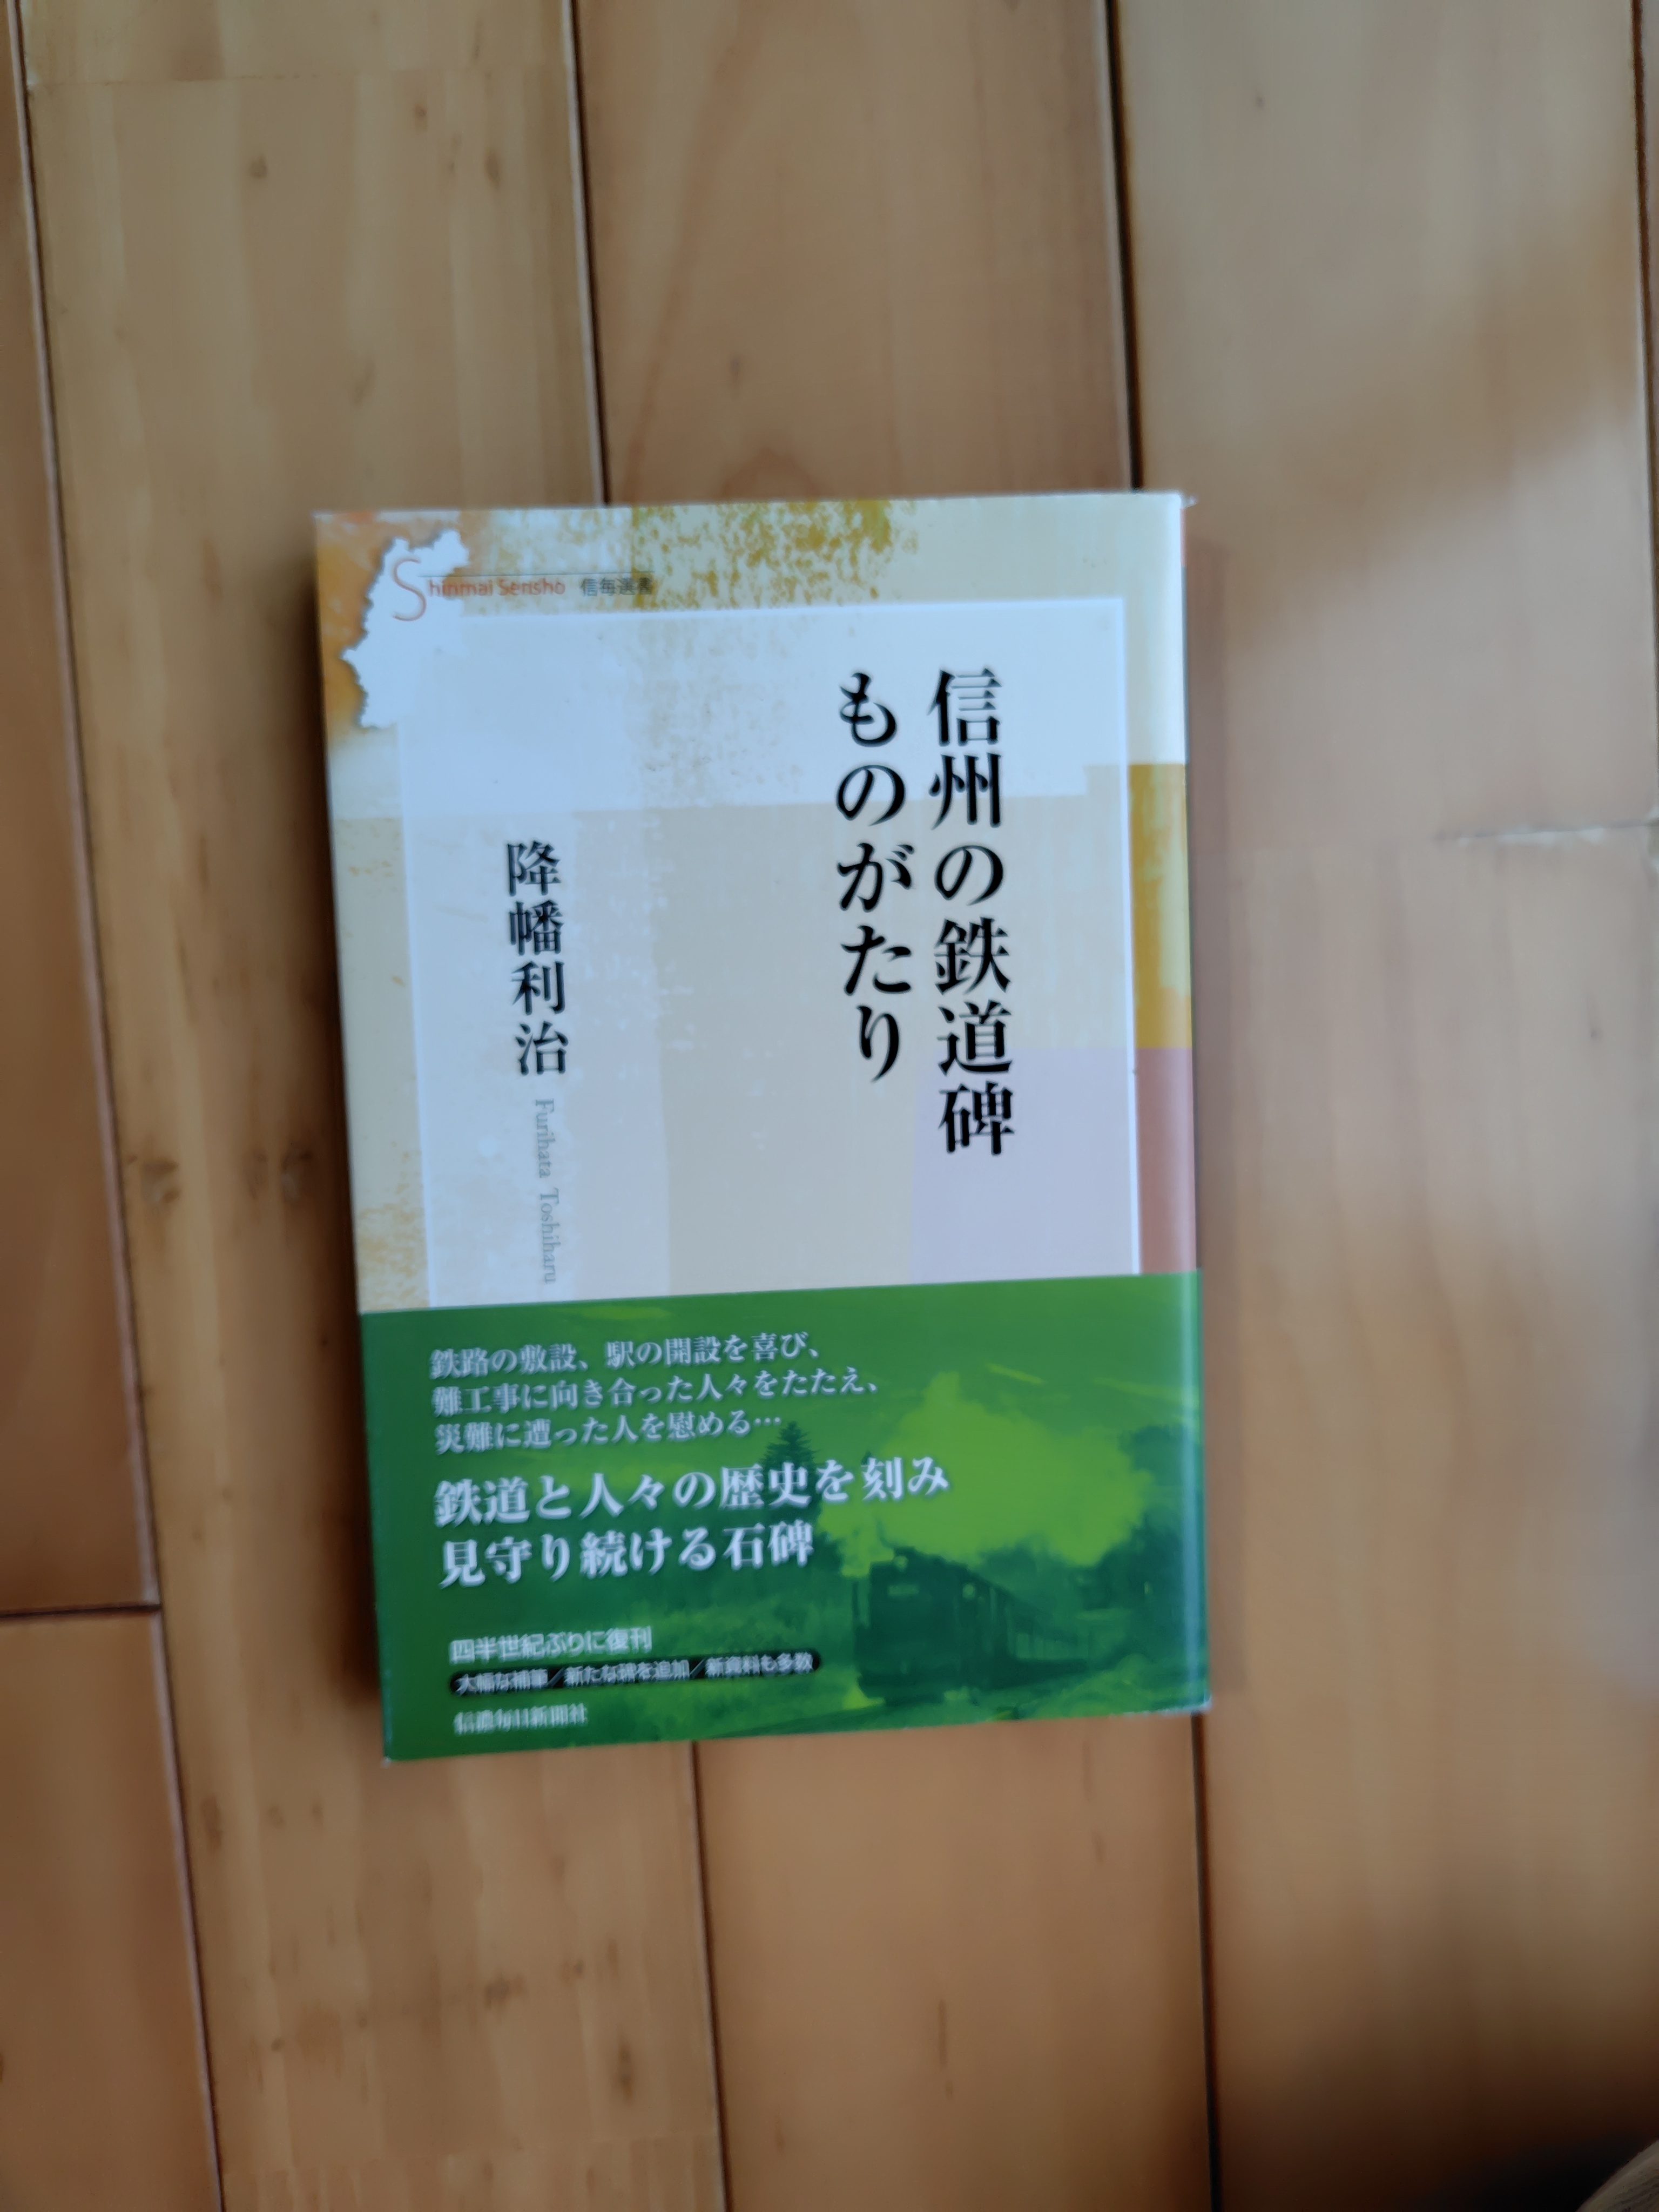 Shinmai Sensho 信毎選書
信州の鉄道碑
ものがたり
降幡利治 Furihata Toshiharu
鉄路の敷設、駅の開設を喜び、
難工事に向き合った人々をたたえ、
災難に遭った人を慰める…
鉄道と人々の歴史を刻み
見守り続ける石碑
四半世紀ぶりに復刊
大幅な補筆／新たな碑を追加／新資料も多数
信濃毎日新聞社